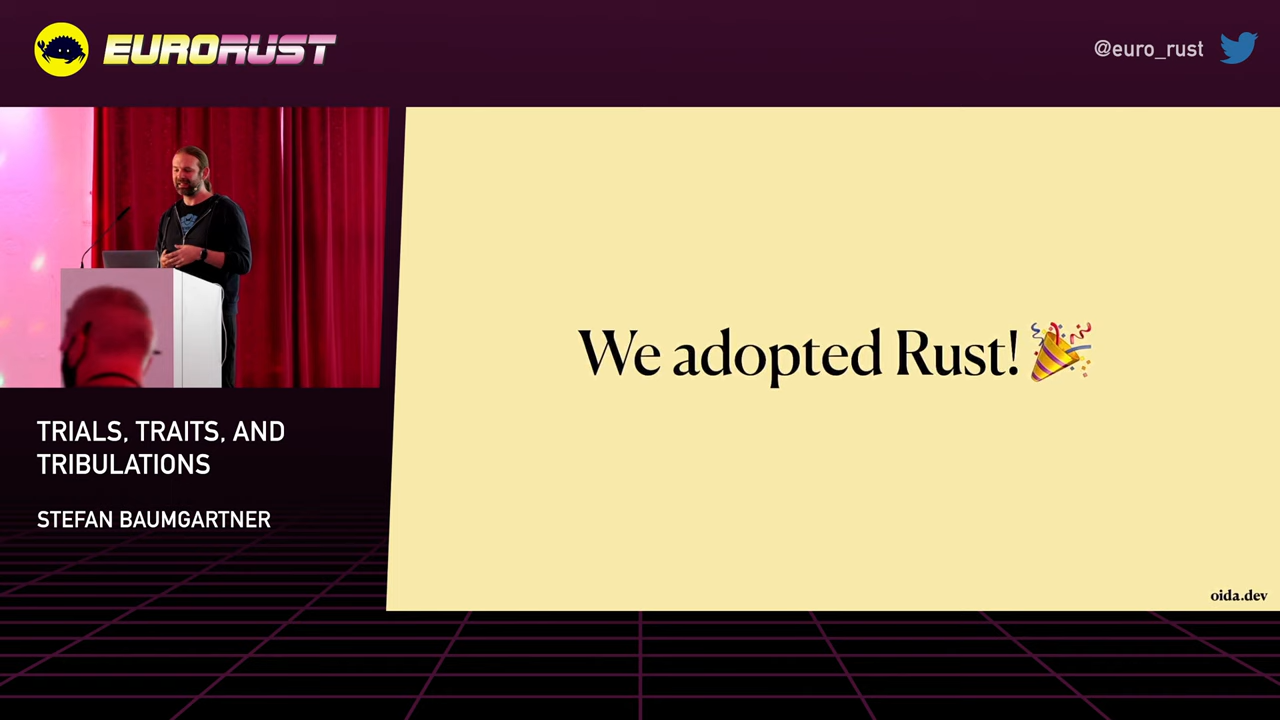 EURORUST
@euro_rust
We adopted Rust! 🎉
TRIALS, TRAITS, AND
TRIBULATIONS
STEFAN BAUMGARTNER
oida.dev